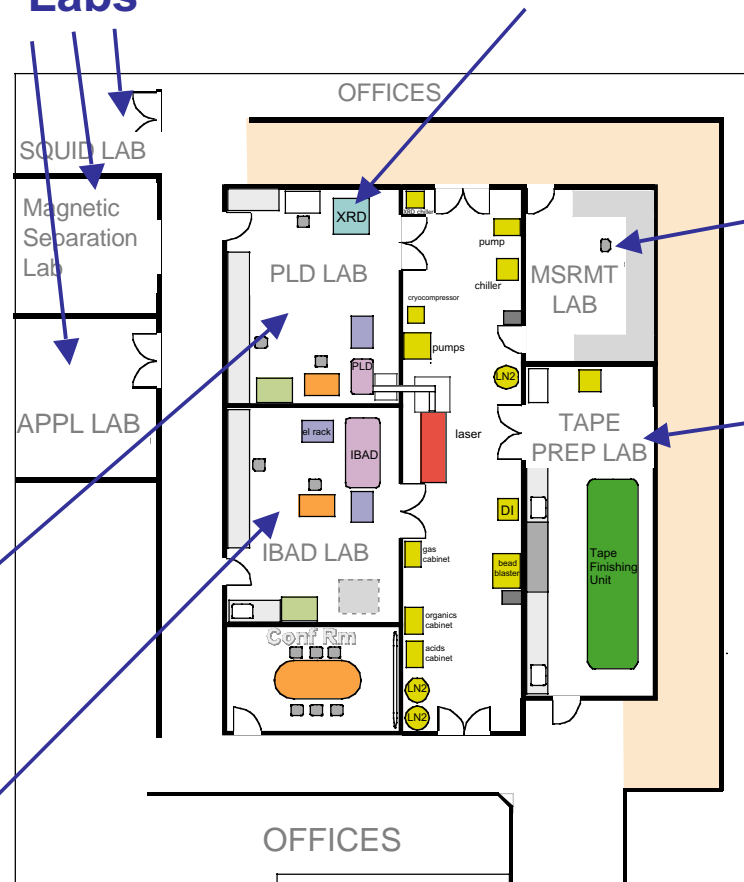 Labs
OFFICES
SQUID LAB
Magnetic
Separation
Lab
XRD
XRD chiller
pump
PLD LAB
chiller
MSRMT
LAB
cryocompressor
pumps
PLD
LN2
APPL LAB
TAPE
PREP LAB
el rack
laser
IBAD
DI
IBAD LAB
gas
cabinet
bead
blaster
Tape
Finishing
Unit
organics
cabinet
Conf Rm
acids
cabinet
LN2
LN2
OFFICES